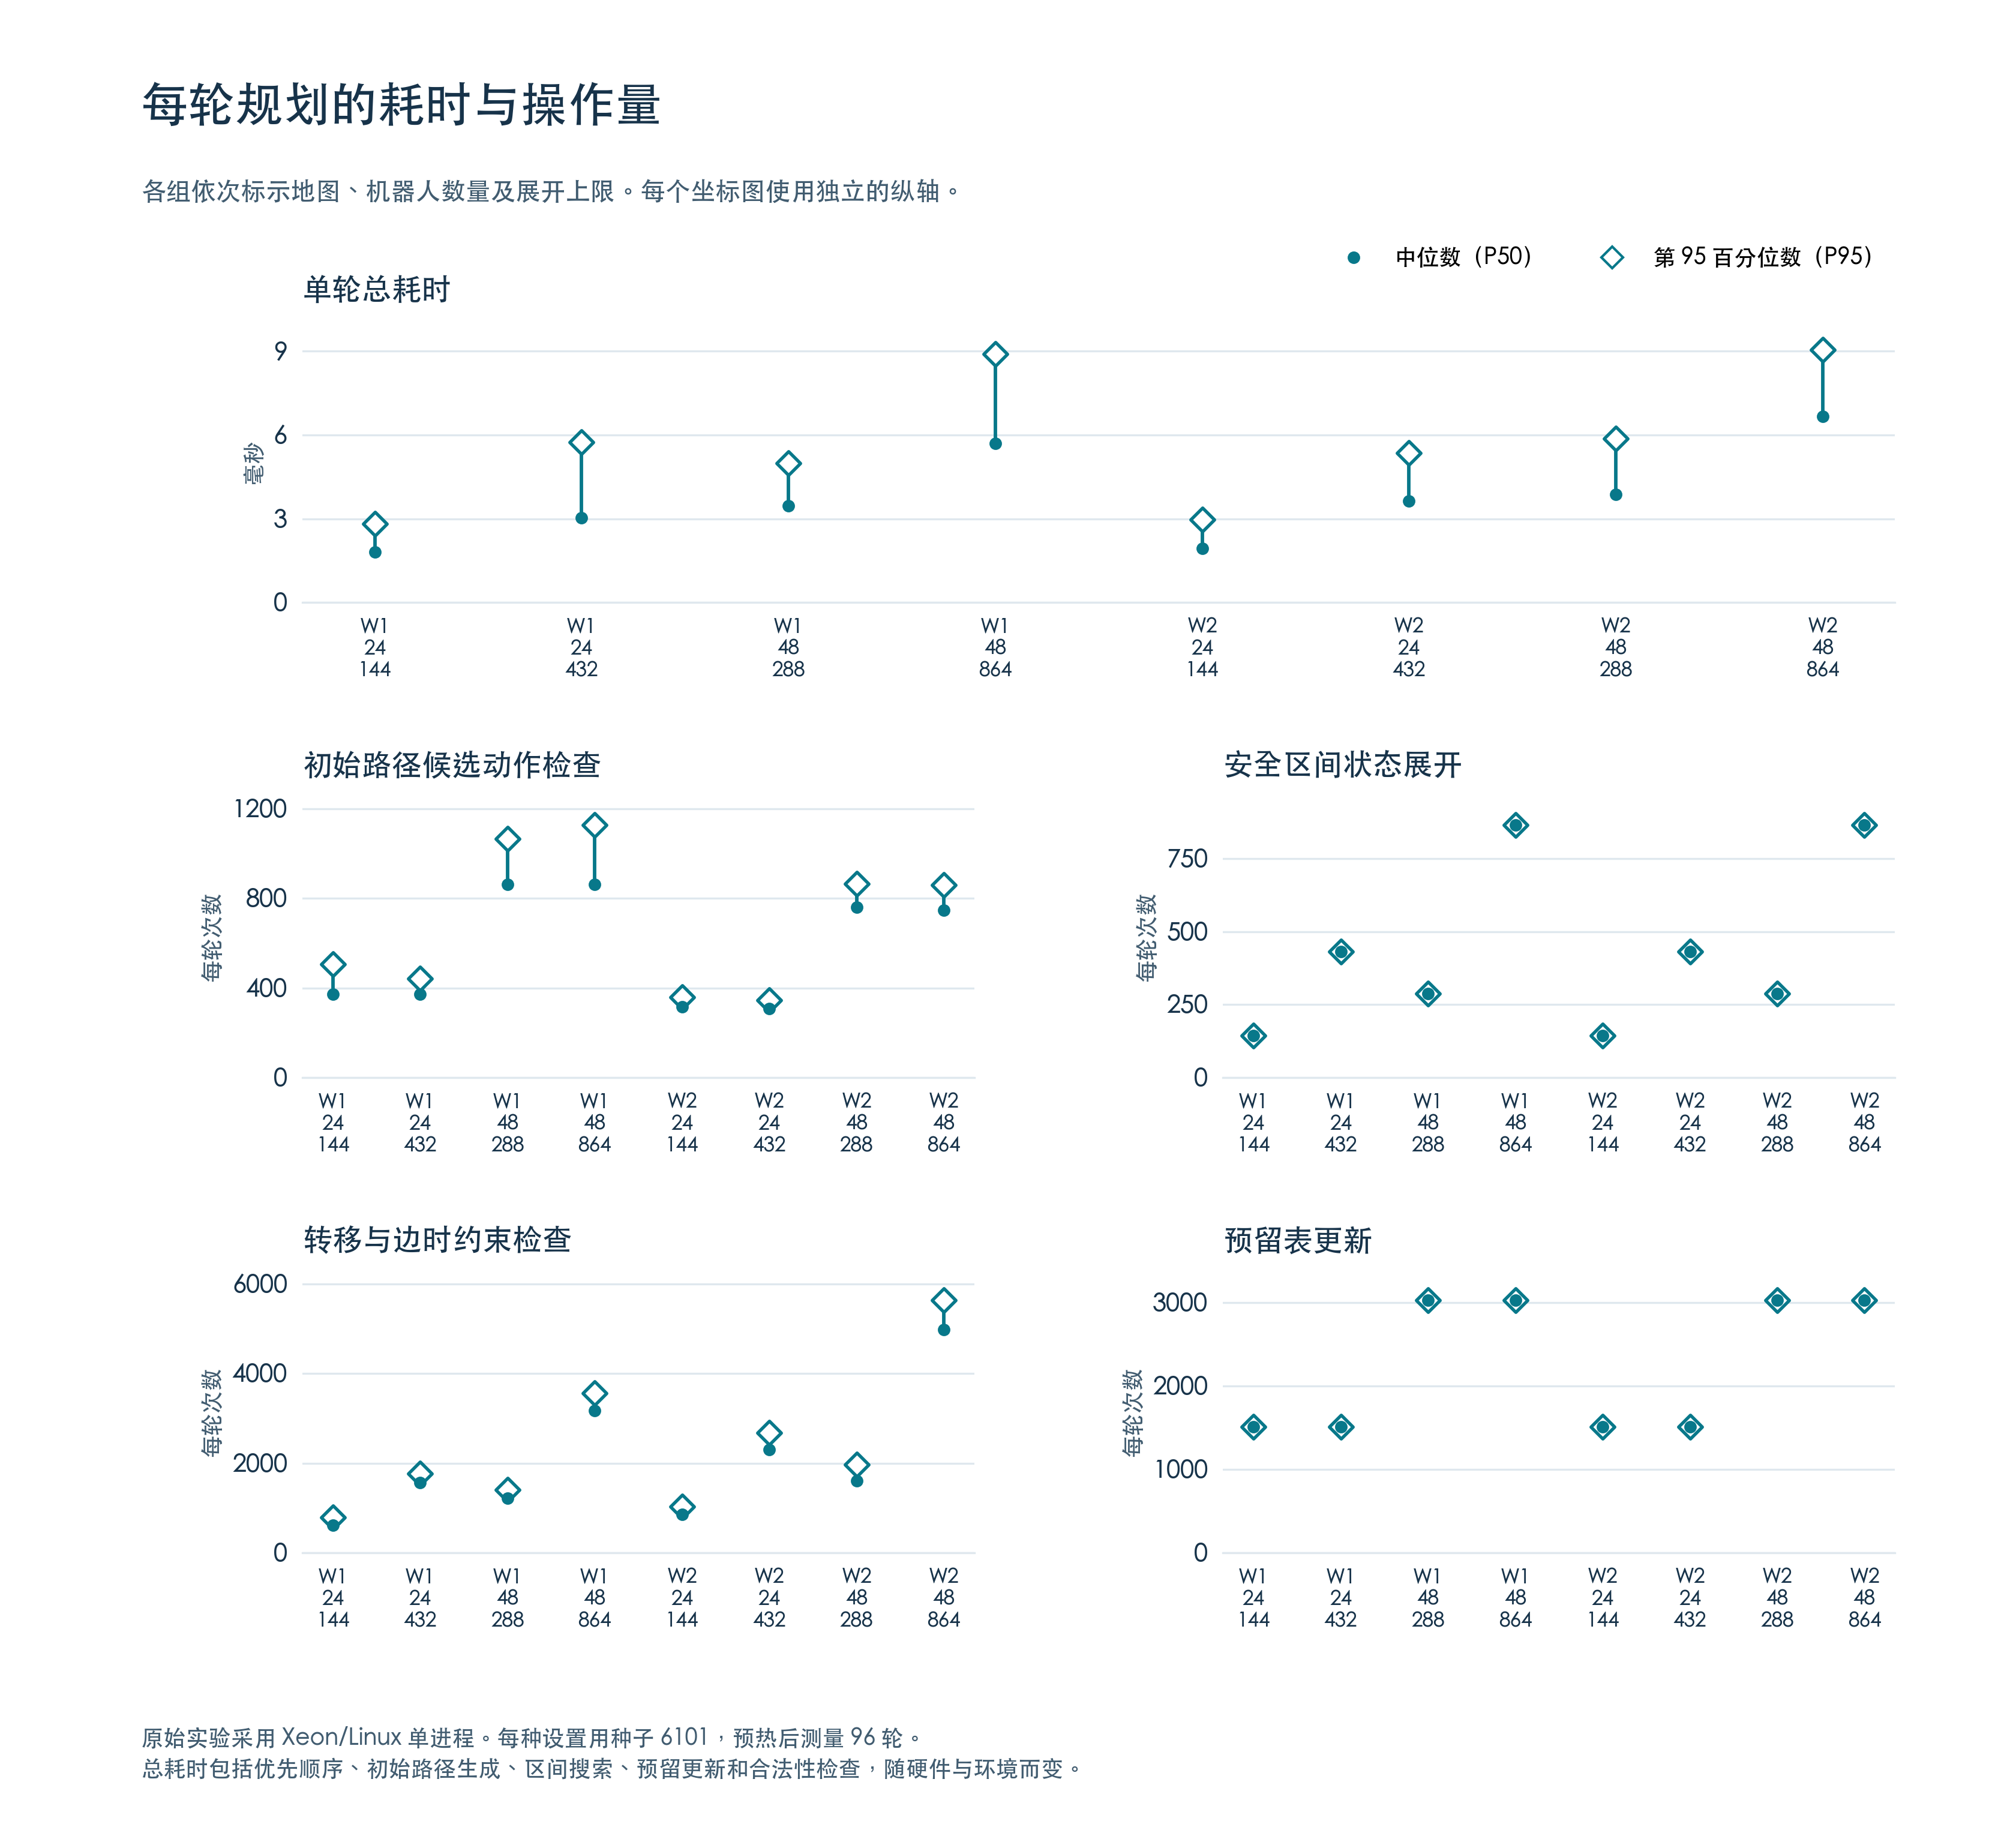 每轮规划的耗时与操作量
各组依次标示地图、机器人数量及展开上限。每个坐标图使用独立的纵轴。
中位数 (P50)
第 95 百分位数 (P95)
单轮总耗时
毫秒
9
6
3
0
W1 W1 W1 W1 W2 W2 W2 W2
24 24 48 48 24 24 48 48
144 432 288 864 144 432 288 864
初始路径候选动作检查
每轮次数
1200
800
400
0
W1 W1 W1 W1 W2 W2 W2 W2
24 24 48 48 24 24 48 48
144 432 288 864 144 432 288 864
安全区间状态展开
每轮次数
750
500
250
0
W1 W1 W1 W1 W2 W2 W2 W2
24 24 48 48 24 24 48 48
144 432 288 864 144 432 288 864
转移与边时约束检查
每轮次数
6000
4000
2000
0
W1 W1 W1 W1 W2 W2 W2 W2
24 24 48 48 24 24 48 48
144 432 288 864 144 432 288 864
预留表更新
每轮次数
3000
2000
1000
0
W1 W1 W1 W1 W2 W2 W2 W2
24 24 48 48 24 24 48 48
144 432 288 864 144 432 288 864
原始实验采用 Xeon/Linux 单进程。每种设置用种子 6101，预热后测量 96 轮。
总耗时包括优先顺序、初始路径生成、区间搜索、预留更新和合法性检查，随硬件与环境而变。